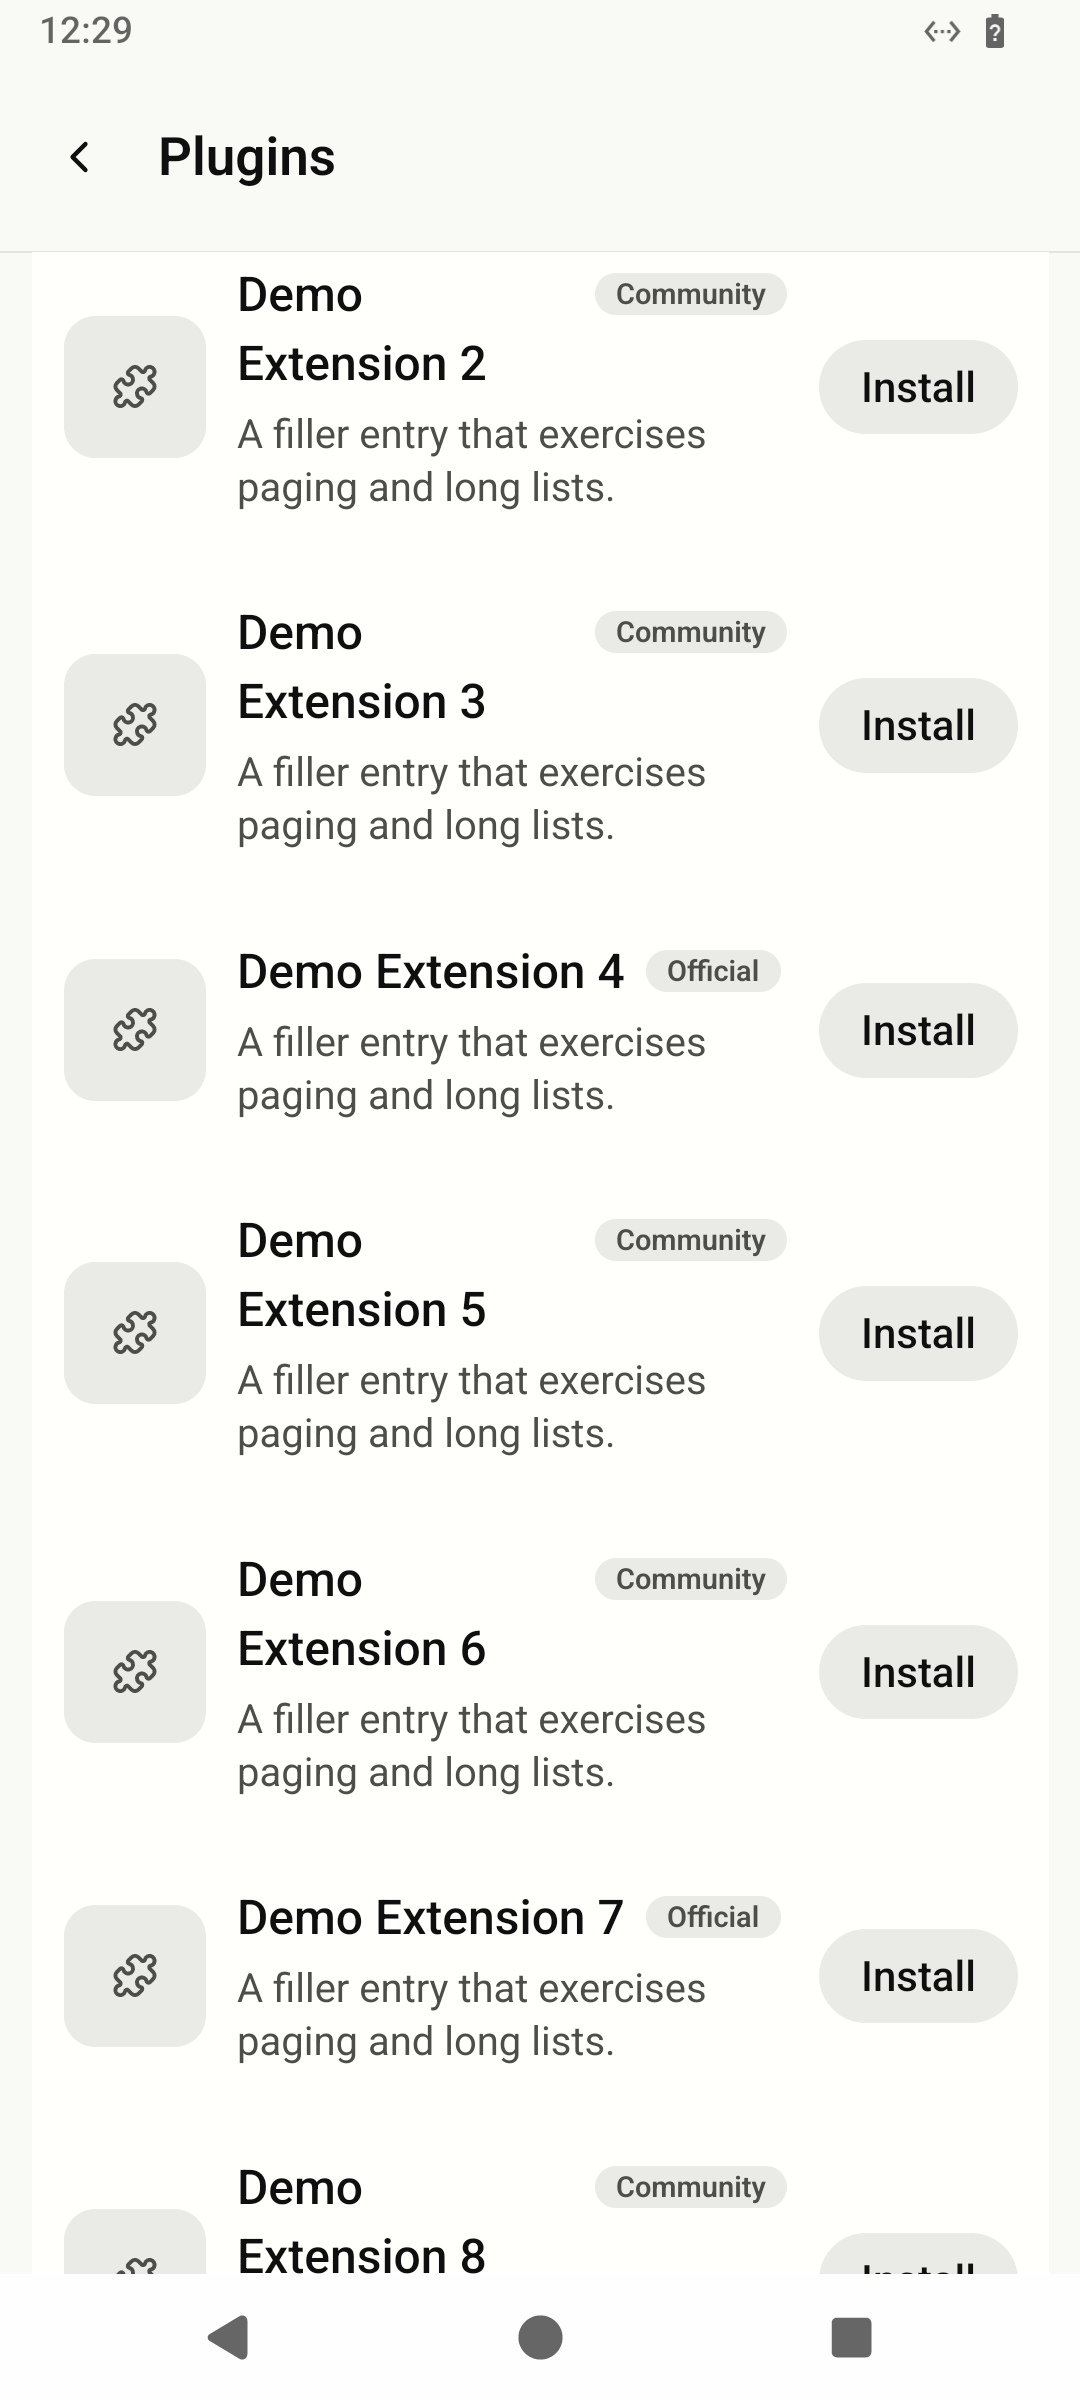 12:29
Plugins
Demo Community
Extension 2
Install
A filler entry that exercises
paging and long lists.
Demo Community
Extension 3
Install
A filler entry that exercises
paging and long lists.
Demo Extension 4 Official
Install
A filler entry that exercises
paging and long lists.
Demo Community
Extension 5
Install
A filler entry that exercises
paging and long lists.
Demo Community
Extension 6
Install
A filler entry that exercises
paging and long lists.
Demo Extension 7 Official
Install
A filler entry that exercises
paging and long lists.
Demo Community
Extension 8
Install